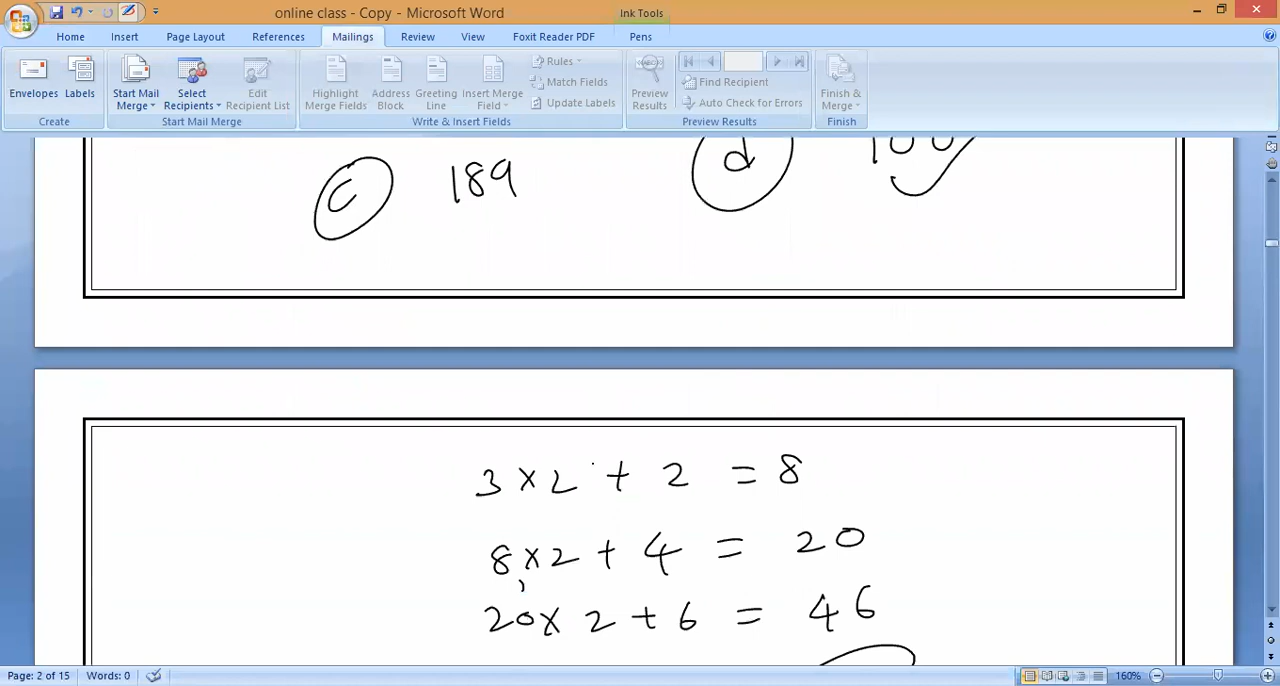 online class - Copy - Microsoft Word
Ink Tools
Home Insert Page Layout References Mailings Review View Foxit Reader PDF Pens
Envelopes Labels
Create
Start Mail Merge
Select Recipients
Edit Recipient List
Start Mail Merge
Highlight Merge Fields
Address Block
Greeting Line
Insert Merge Field
Rules
Match Fields
Update Labels
Write & Insert Fields
Preview Results
Find Recipient
Auto Check for Errors
Preview Results
Finish & Merge
Finish
c 189 d
3 × 2 + 2 = 8
8 × 2 + 4 = 20
20 × 2 + 6 = 46
Page: 2 of 15 Words: 0 160%